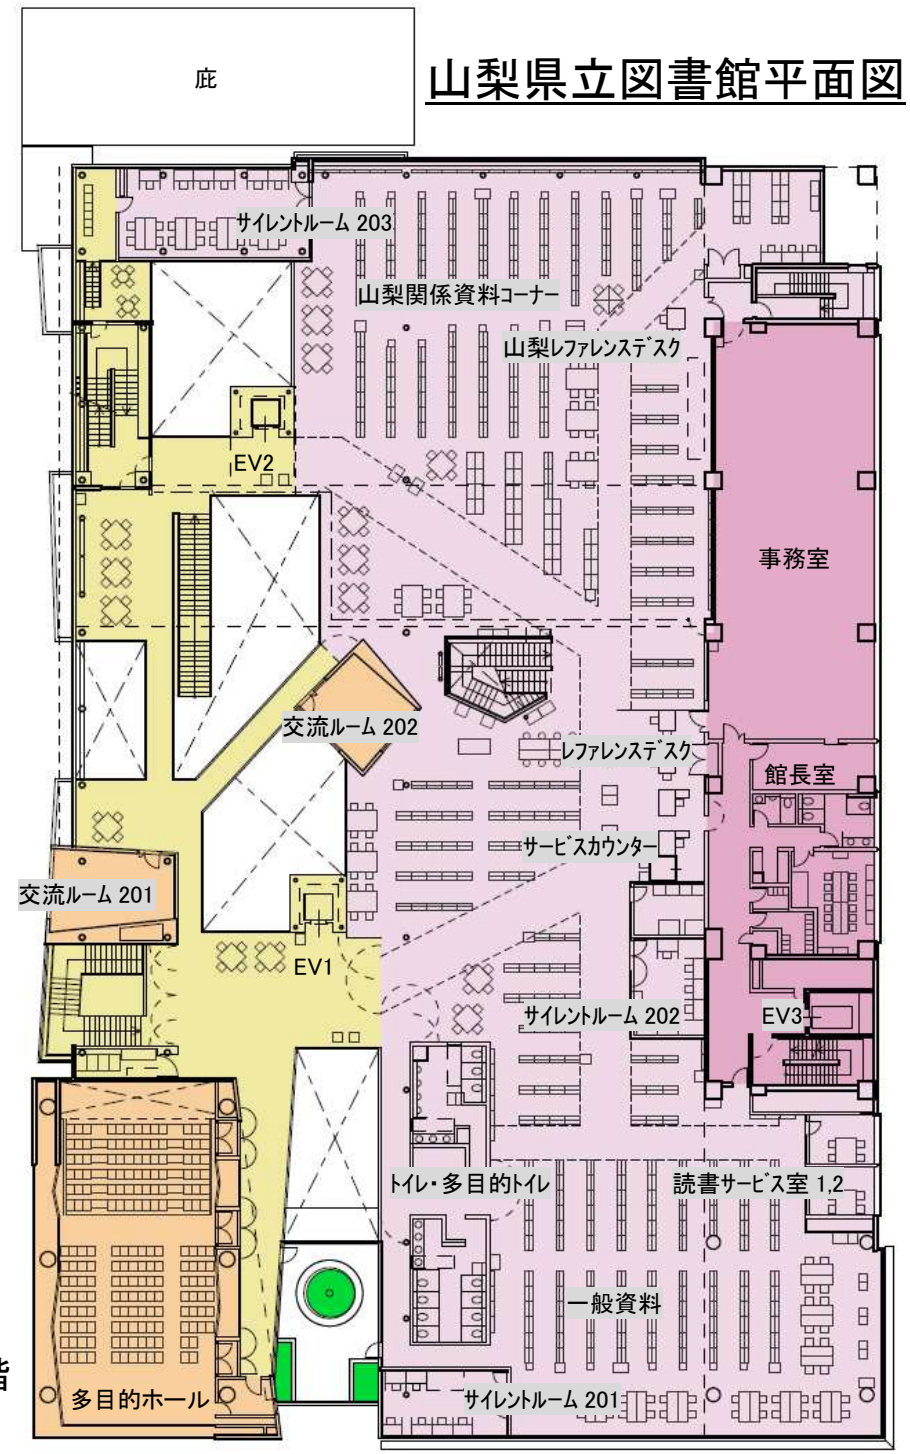 庇
山梨県立図書館平面図
サイレントルーム 203
山梨関係資料コーナー
山梨レファレンスデスク
EV2
事務室
交流ルーム 202
レファレンスデスク
館長室
サービスカウンター
交流ルーム 201
EV1
サイレントルーム 202
EV3
トイレ・多目的トイレ
読書サービス室 1,2
一般資料
階
多目的ホール
サイレントルーム 201